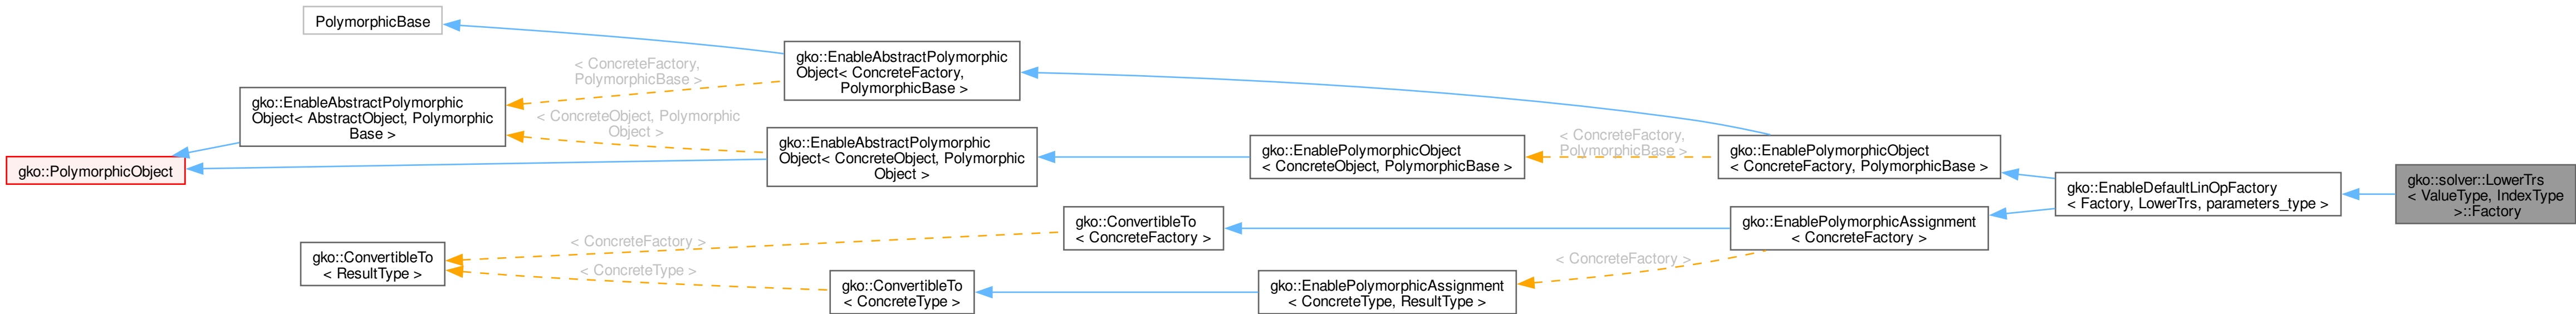 PolymorphicBase
gko::EnableAbstractPolymorphic
Object< ConcreteFactory,
PolymorphicBase >
< ConcreteFactory,
PolymorphicBase >
gko::EnableAbstractPolymorphic
Object< AbstractObject, Polymorphic
Base >
< ConcreteObject, Polymorphic
Object >
gko::EnableAbstractPolymorphic
Object< ConcreteObject, Polymorphic
Object >
gko::PolymorphicObject
gko::EnablePolymorphicObject
< ConcreteObject, PolymorphicBase >
< ConcreteFactory,
PolymorphicBase >
gko::EnablePolymorphicObject
< ConcreteFactory, PolymorphicBase >
gko::EnableDefaultLinOpFactory
< Factory, LowerTrs, parameters_type >
gko::solver::LowerTrs
< ValueType, IndexType
>::Factory
gko::ConvertibleTo
< ConcreteFactory >
gko::EnablePolymorphicAssignment
< ConcreteFactory >
< ConcreteFactory >
gko::ConvertibleTo
< ResultType >
< ConcreteType >
gko::ConvertibleTo
< ConcreteType >
gko::EnablePolymorphicAssignment
< ConcreteType, ResultType >
< ConcreteFactory >